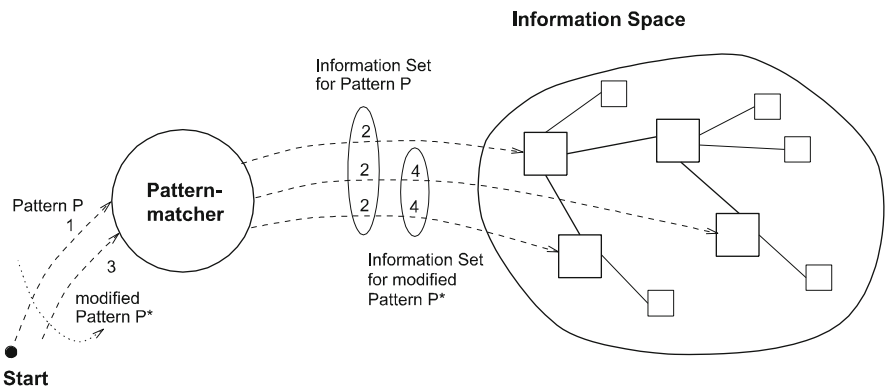 Information Space
Information Set
for Pattern P
2
2
4
2
4
Pattern-
matcher
Pattern P
1
3
modified
Pattern P*
Information Set
for modified
Pattern P*
Start